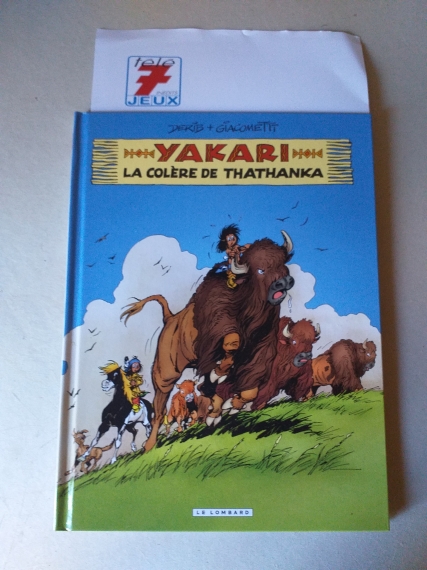 télé
7
JEUX
DERIB + GIACOMETTI
YAKARI
LA COLÈRE DE THATHANKA
LE LOMBARD